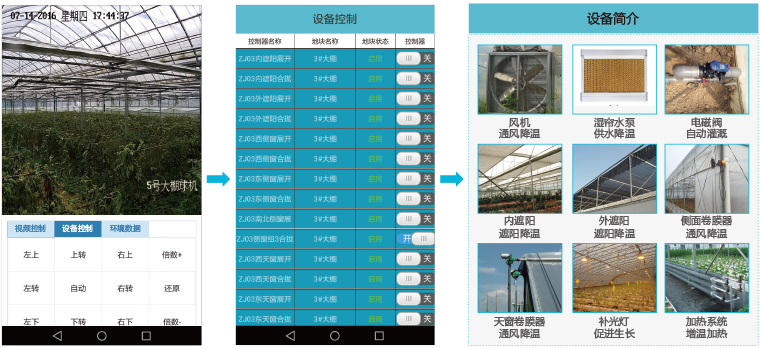 07-14-2016 星期四 17:44:37
5号大棚球机
视频控制 设备控制 环境数据
左上 上转 右上 倍数+
左转 自动 右转 还原
左下 下转 右下 倍数-
设备控制
控制器名称 地块名称 地块状态 控制器
ZJ03内遮阳展开 3#大棚 启用 关
ZJ03内遮阳合拢 3#大棚 启用 关
ZJ03外遮阳展开 3#大棚 启用 关
ZJ03外遮阳合拢 3#大棚 启用 关
ZJ03西侧窗展开 3#大棚 启用 关
ZJ03西侧窗合拢 3#大棚 启用 关
ZJ03东侧窗展开 3#大棚 启用 关
ZJ03东侧窗合拢 3#大棚 启用 关
ZJ03南北侧窗展 3#大棚 启用 关
ZJ03侧窗组3合拢 3#大棚 启用 开
ZJ03西天窗展开 3#大棚 启用 关
ZJ03西天窗合拢 3#大棚 启用 关
ZJ03东天窗展开 3#大棚 启用 关
ZJ03东天窗合拢 3#大棚 启用 关
设备简介
风机
通风降温
湿帘水泵
供水降温
电磁阀
自动灌溉
内遮阳
遮阳降温
外遮阳
遮阳降温
侧面卷膜器
通风降温
天窗卷膜器
通风降温
补光灯
促进生长
加热系统
增温加热